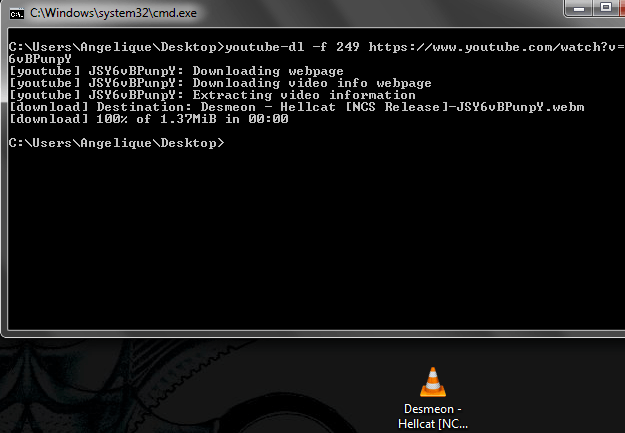 C:\Windows\system32\cmd.exe
C:\Users\Angelique\Desktop>youtube-dl -f 249 https://www.youtube.com/watch?v=
6vBPunpY
[youtube] JSY6vBPunpY: Downloading webpage
[youtube] JSY6vBPunpY: Downloading video info webpage
[youtube] JSY6vBPunpY: Extracting video information
[download] Destination: Desmeon - Hellcat [NCS Release]-JSY6vBPunpY.webm
[download] 100% of 1.37MiB in 00:00
C:\Users\Angelique\Desktop>
Desmeon -
Hellcat [NC...